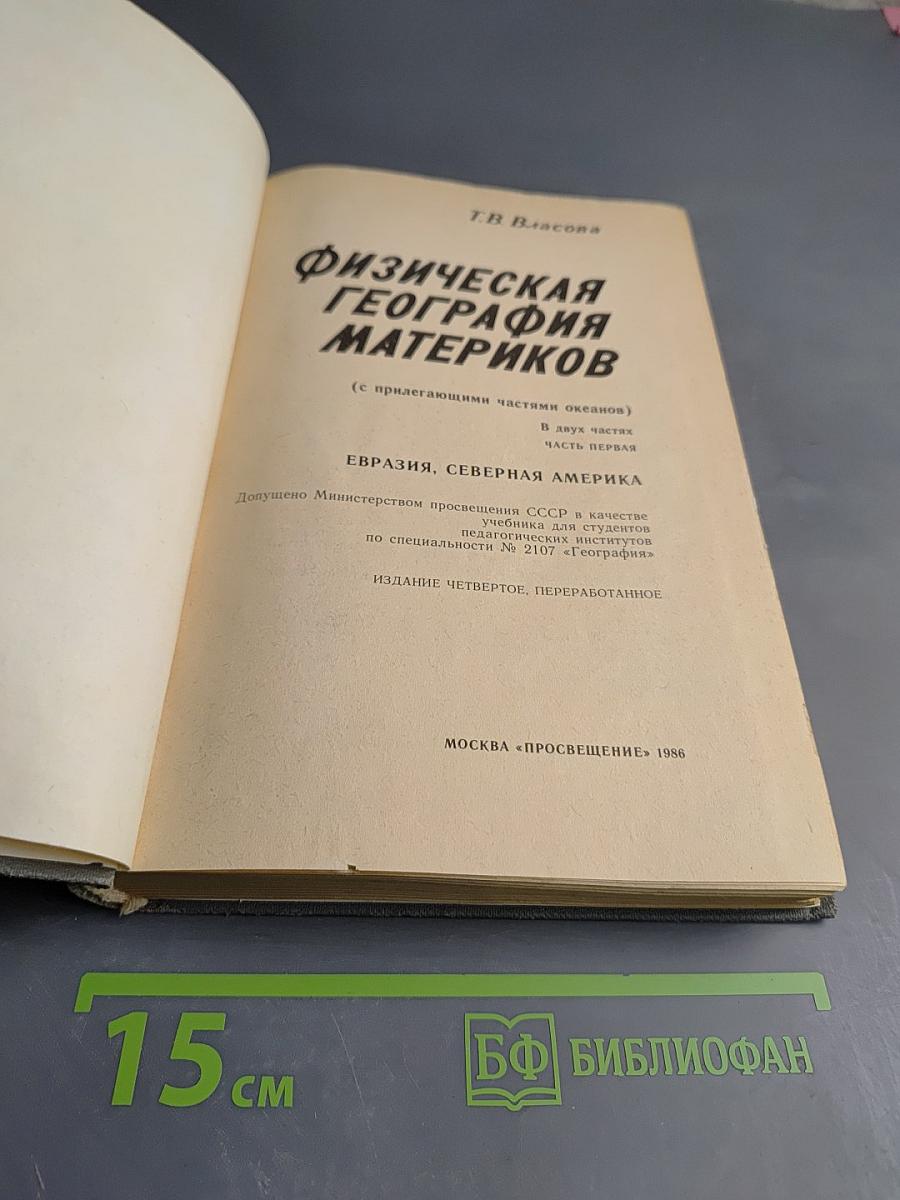 Т.В. Власова
ФИЗИЧЕСКАЯ
ГЕОГРАФИЯ
МАТЕРИКОВ
(с прилегающими частями океанов)
В двух частях
ЧАСТЬ ПЕРВАЯ
ЕВРАЗИЯ, СЕВЕРНАЯ АМЕРИКА
Допущено Министерством просвещения СССР в качестве
учебника для студентов
педагогических институтов
по специальности № 2107 «География»
ИЗДАНИЕ ЧЕТВЕРТОЕ, ПЕРЕРАБОТАННОЕ
МОСКВА «ПРОСВЕЩЕНИЕ» 1986
15 см
БФ БИБЛИОФАН